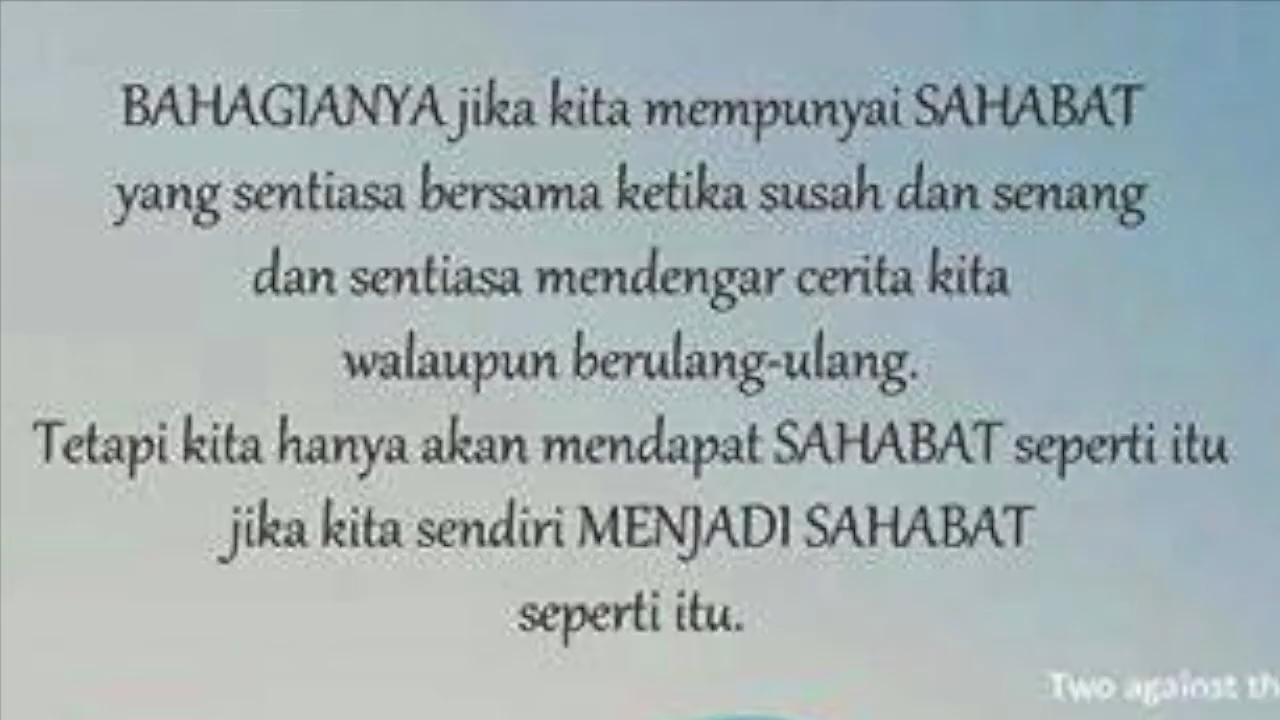 BAHAGIANYA jika kita mempunyai SAHABAT
yang sentiasa bersama ketika susah dan senang
dan sentiasa mendengar cerita kita
walaupun berulang-ulang.
Tetapi kita hanya akan mendapat SAHABAT seperti itu
jika kita sendiri MENJADI SAHABAT
seperti itu.
Two against th